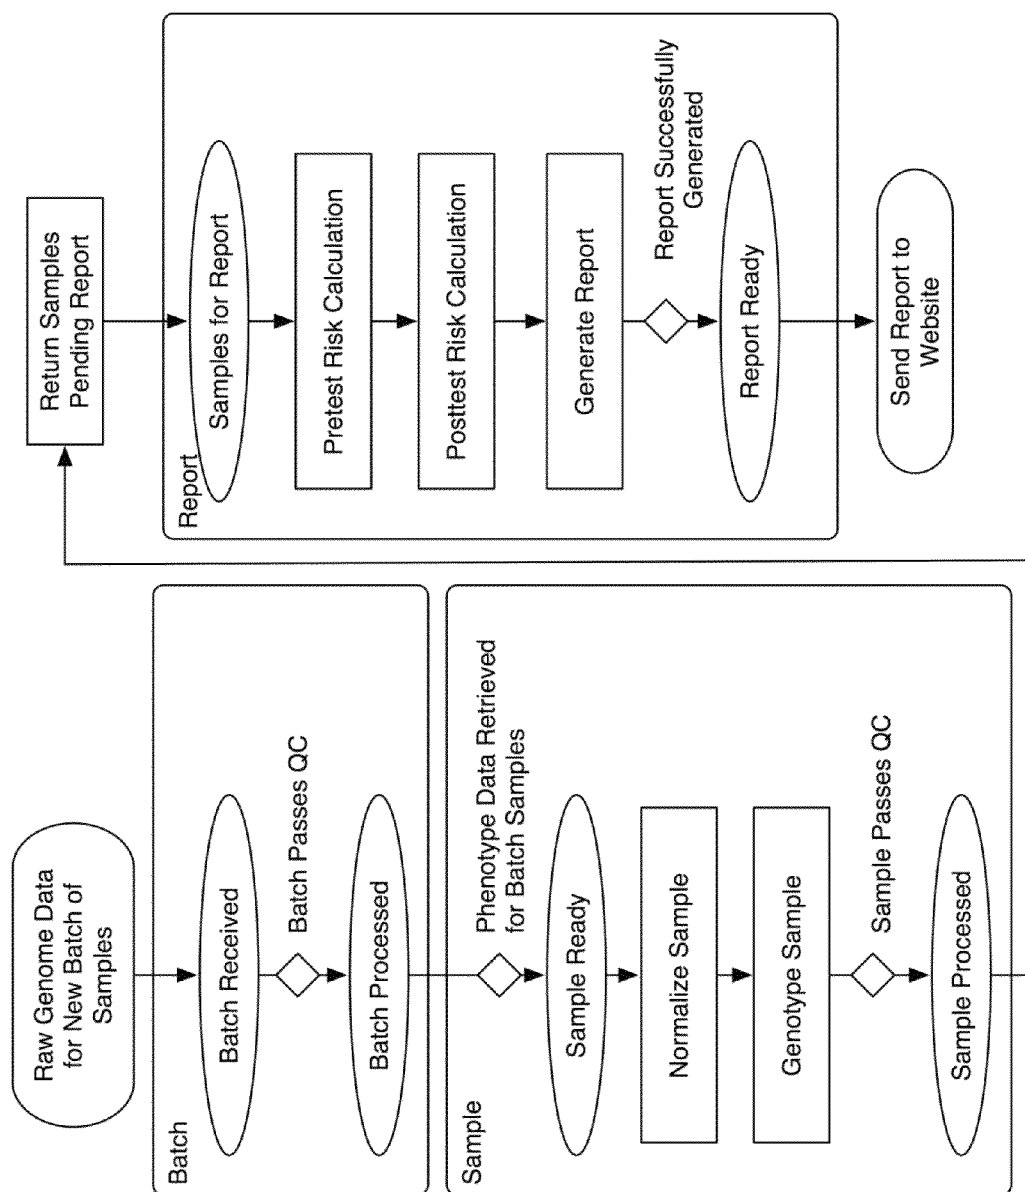 Raw Genome Data
for New Batch of
Samples
Batch
Batch Received
Batch Passes QC
Batch Processed
Sample
Phenotype Data Retrieved
for Batch Samples
Sample Ready
Normalize Sample
Genotype Sample
Sample Passes QC
Sample Processed
Return Samples
Pending Report
Report
Samples for Report
Pretest Risk Calculation
Posttest Risk Calculation
Generate Report
Report Successfully
Generated
Report Ready
Send Report to
Website